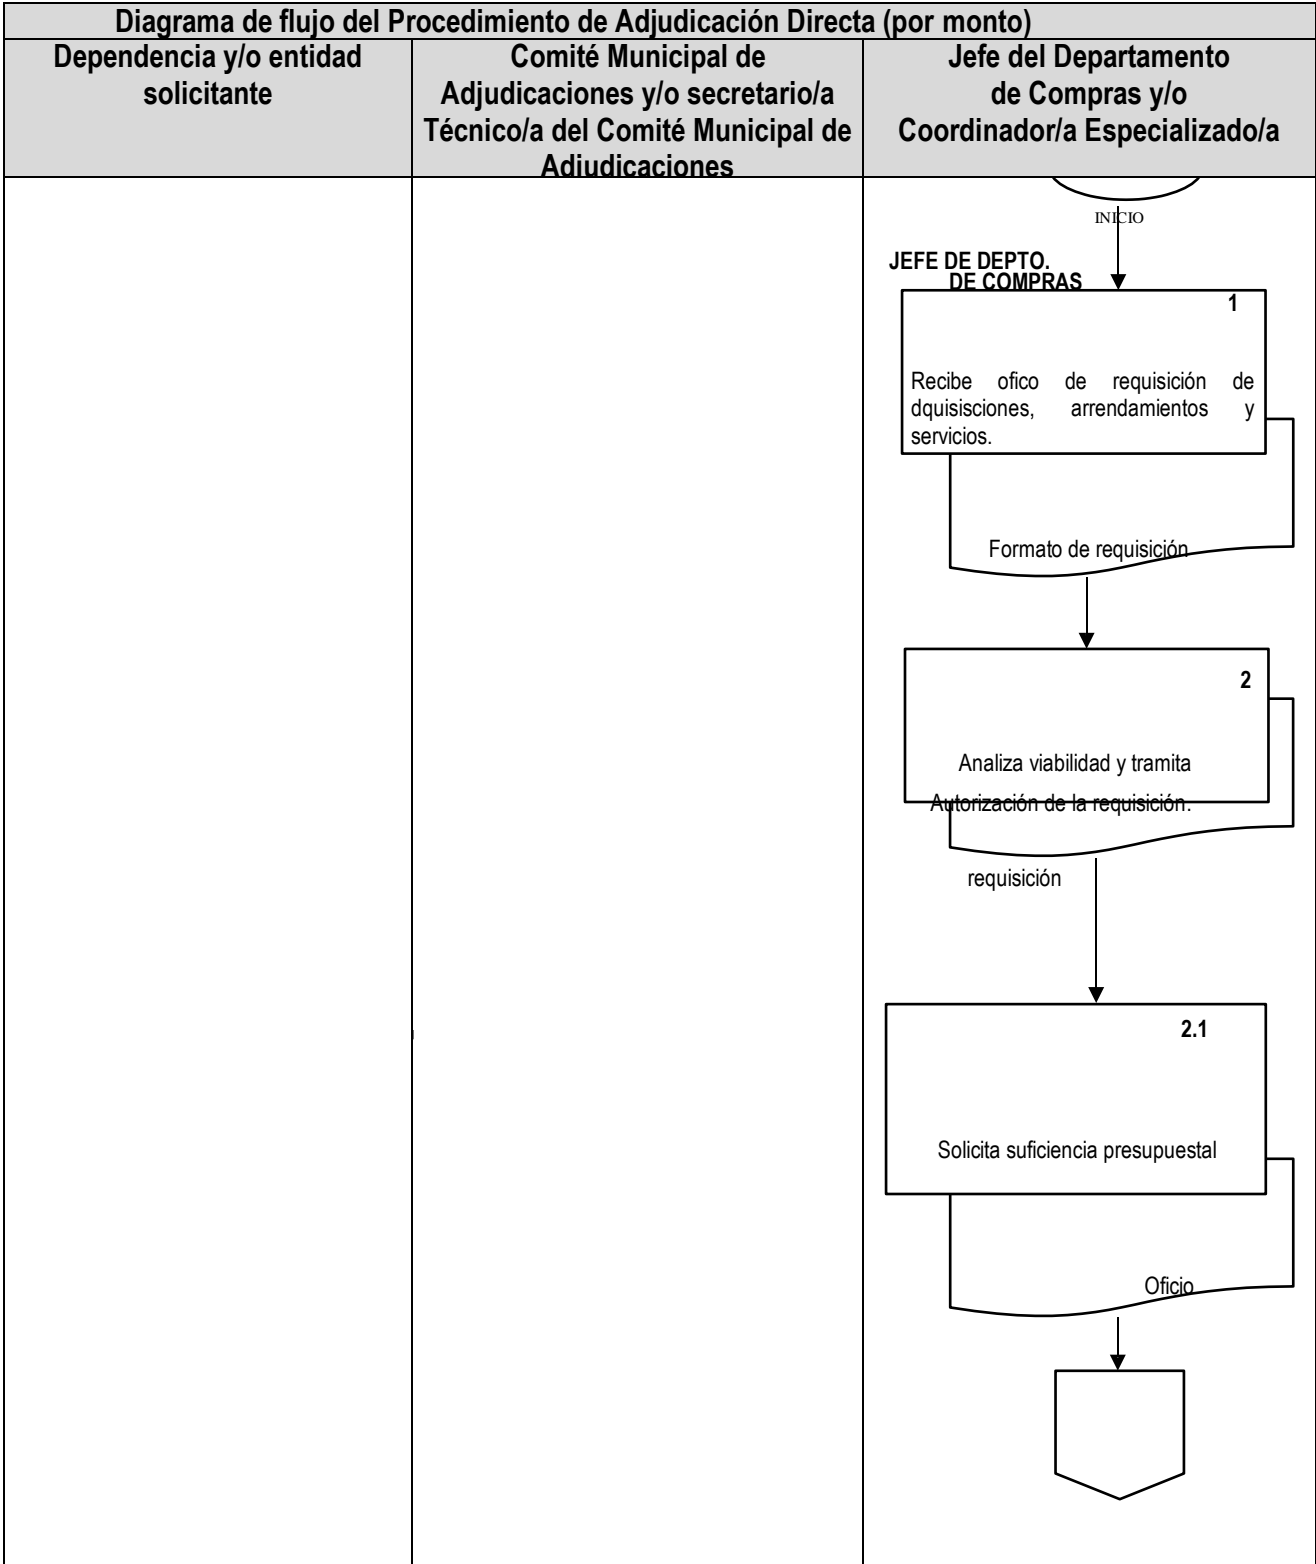 Diagrama de flujo del Procedimiento de Adjudicación Directa (por monto)
Dependencia y/o entidad
solicitante
Comité Municipal de
Adjudicaciones y/o secretario/a
Técnico/a del Comité Municipal de
Adjudicaciones
Jefe del Departamento
de Compras y/o
Coordinador/a Especializado/a
INICIO
JEFE DE DEPTO.
DE COMPRAS
1
Recibe ofico de requisición de
dquisisciones, arrendamientos y
servicios.
Formato de requisición
2
Analiza viabilidad y tramita
Autorización de la requisición.
requisición
2.1
Solicita suficiencia presupuestal
Oficio